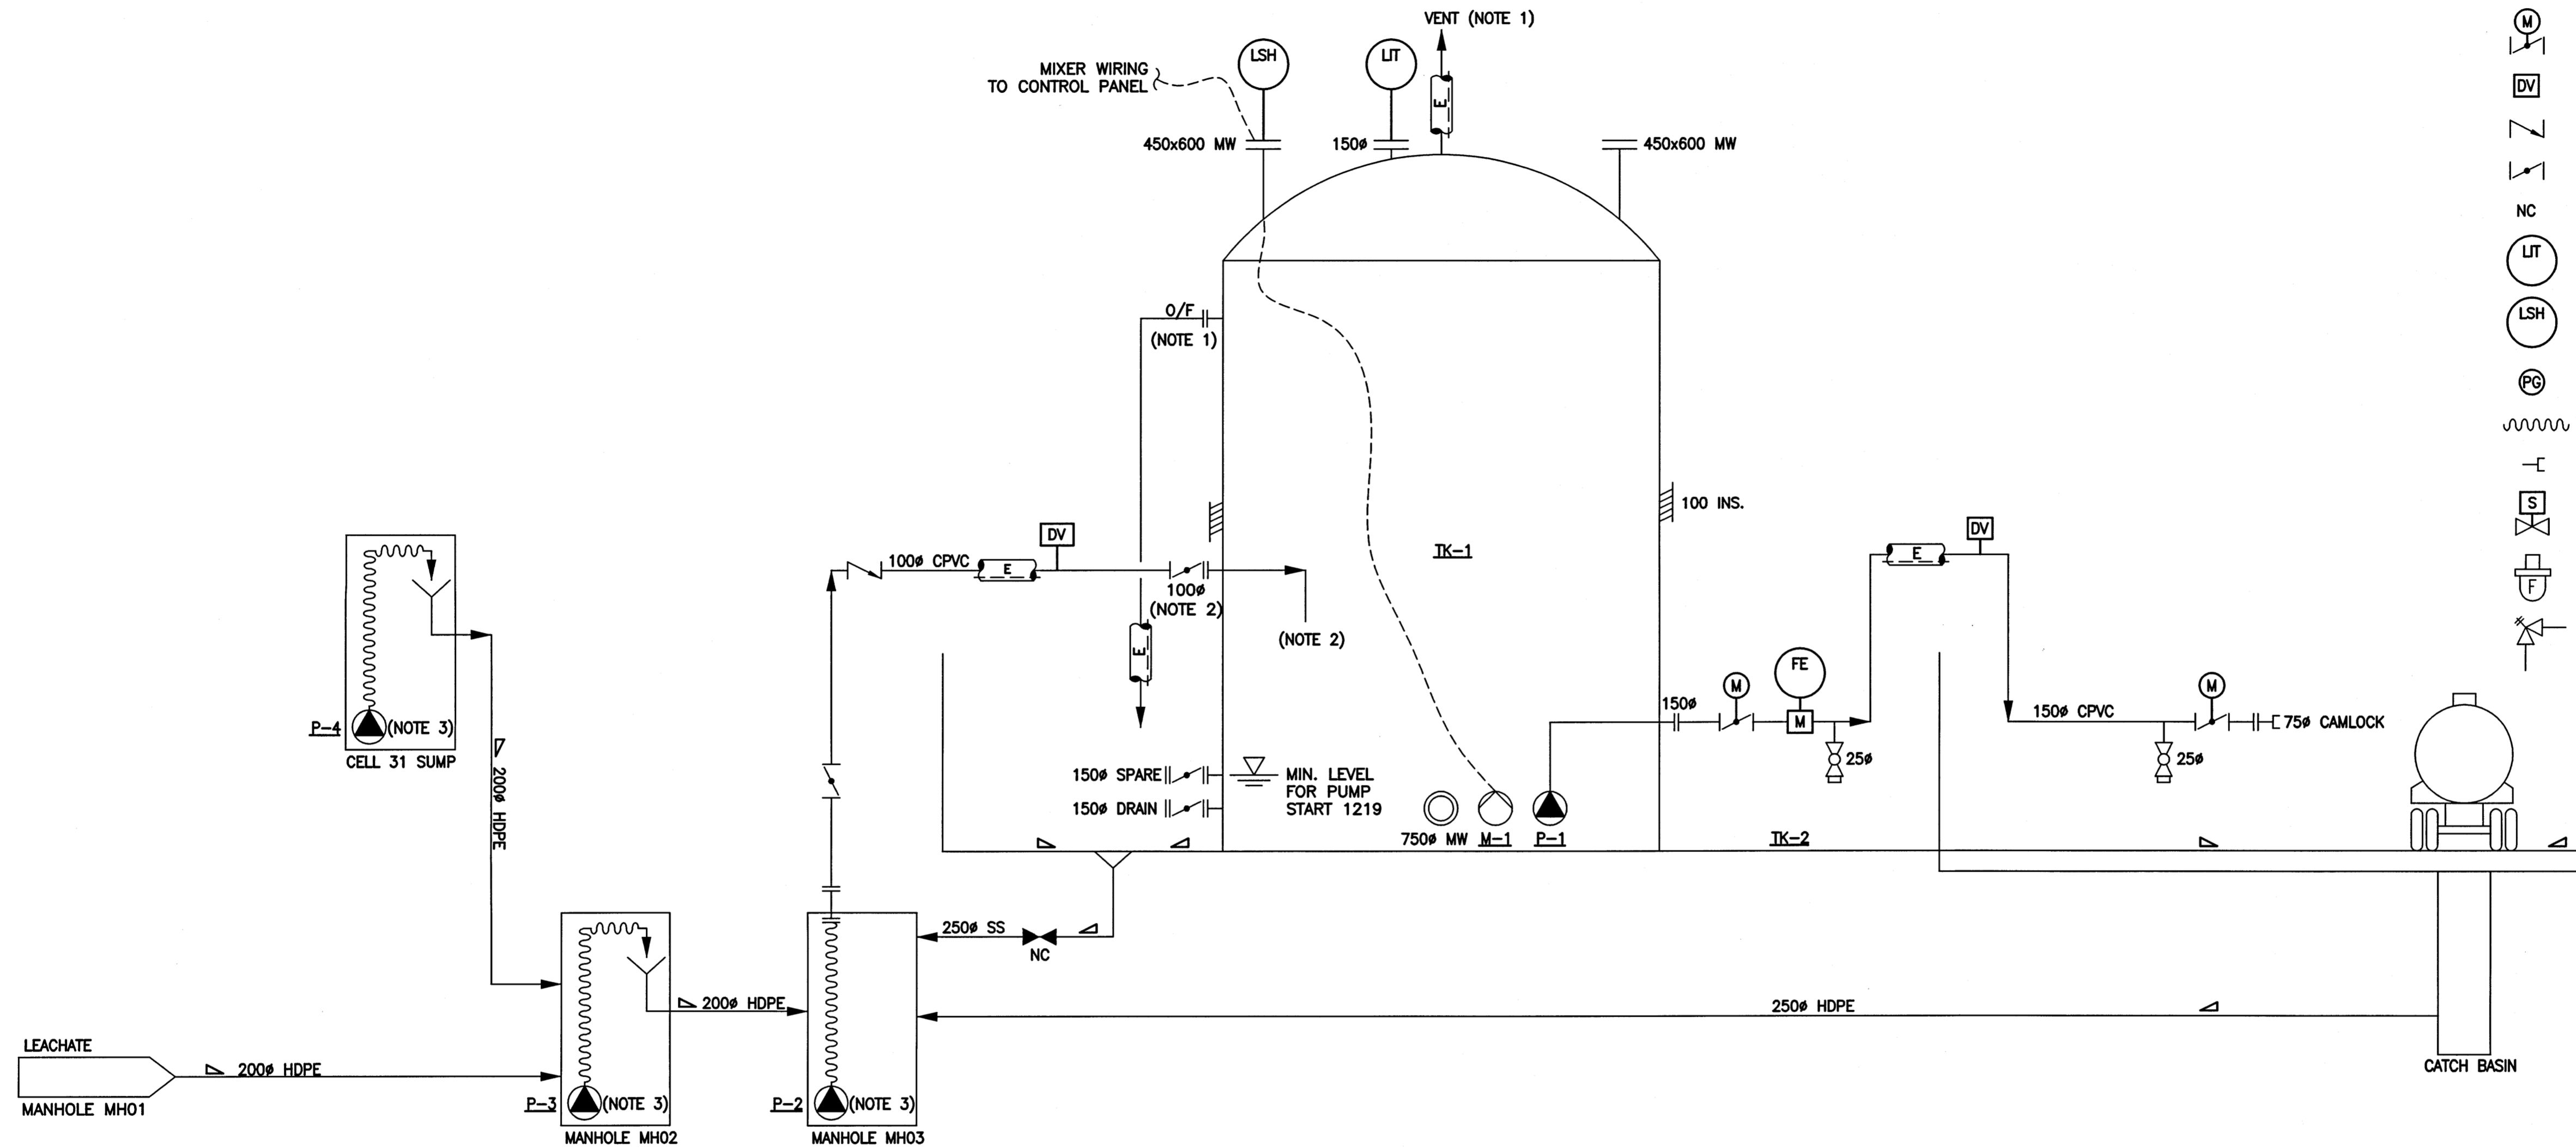 VENT (NOTE 1)
MIXER WIRING
TO CONTROL PANEL
LSH
LIT
E
450x600 MW
150ø
450x600 MW
O/F
(NOTE 1)
100 INS.
TK-1
DV
100ø CPVC
E
100ø
(NOTE 2)
(NOTE 2)
E
P-4
(NOTE 3)
CELL 31 SUMP
200ø HDPE
150ø SPARE
150ø DRAIN
MIN. LEVEL
FOR PUMP
START 1219
750ø MW
M-1
P-1
150ø
M
FE
M
25ø
E
DV
150ø CPVC
M
75ø CAMLOCK
25ø
TK-2
250ø SS
NC
200ø HDPE
250ø HDPE
LEACHATE
200ø HDPE
MANHOLE MH01
P-3
(NOTE 3)
MANHOLE MH02
P-2
(NOTE 3)
MANHOLE MH03
CATCH BASIN
M
DV
NC
LIT
LSH
PG
S
F